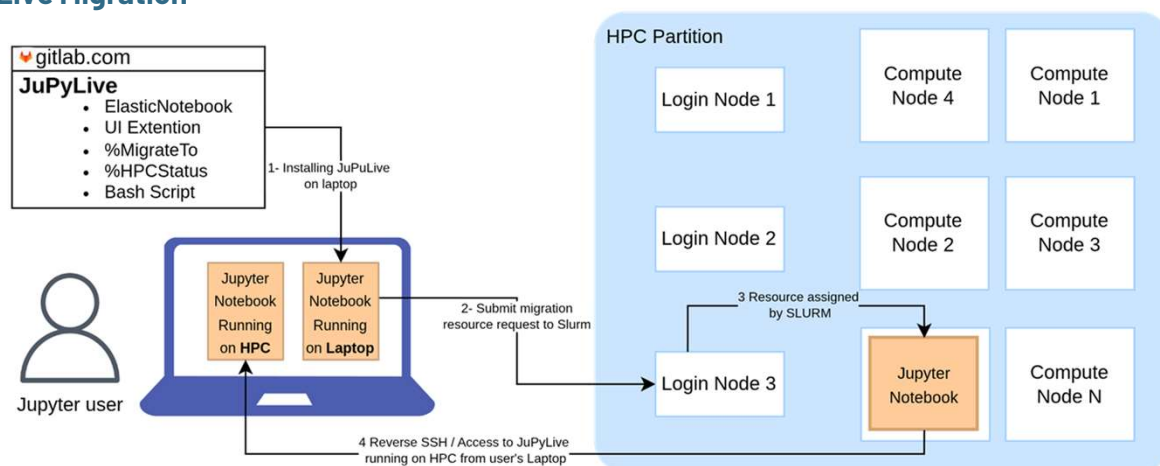 Live Migration
gitlab.com
JuPyLive
• ElasticNotebook
• UI Extention
• %MigrateTo
• %HPCStatus
• Bash Script
1- Installing JuPuLive
on laptop
Jupyter user
Jupyter
Notebook
Running
on HPC
Jupyter
Notebook
Running
on Laptop
2- Submit migration
resource request to Slurm
HPC Partition
Login Node 1
Login Node 2
Login Node 3
3 Resource assigned
by SLURM
Compute
Node 4
Compute
Node 1
Compute
Node 2
Compute
Node 3
Jupyter
Notebook
Compute
Node N
4 Reverse SSH / Access to JuPyLive
running on HPC from user's Laptop